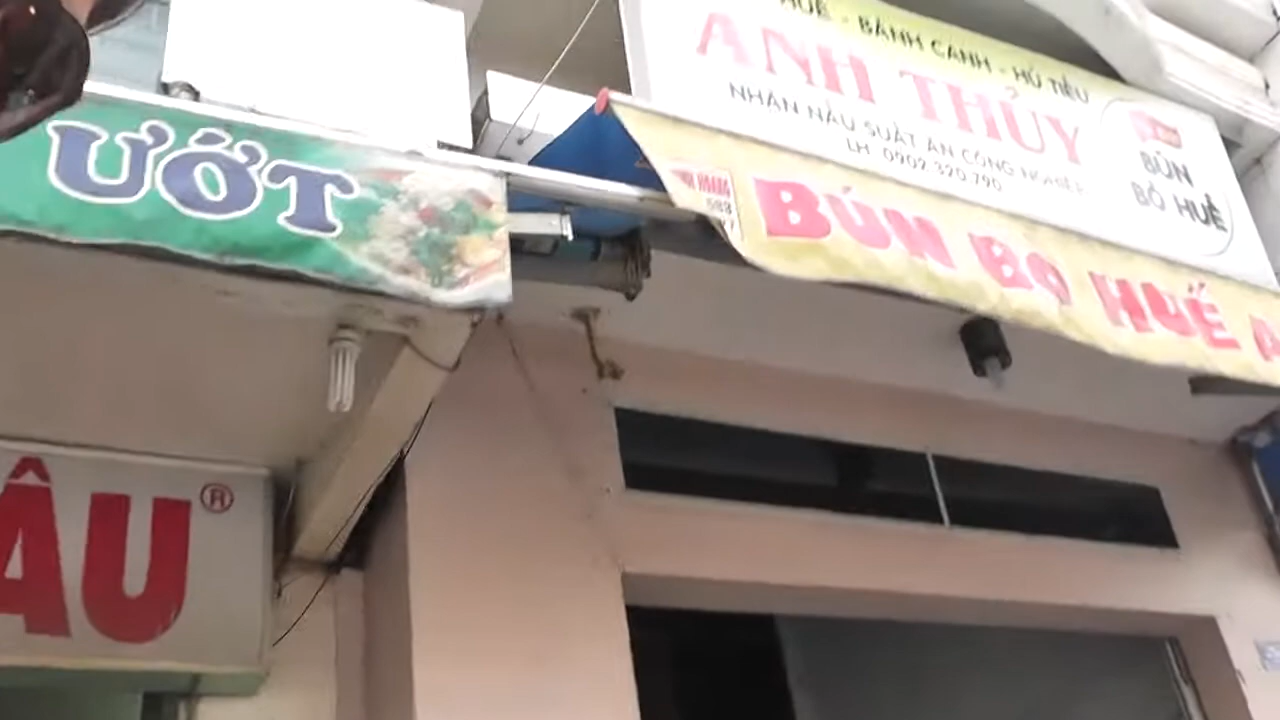 ƯỚT
ÂU ®
HUẾ - BÁNH CANH - HỦ TIẾU
ANH THỦY
NHẬN NẤU SUẤT ĂN CÔNG NGHIỆP
LH 0902.320.790
BÚN
BÒ HUẾ
BÚN BÒ HUẾ